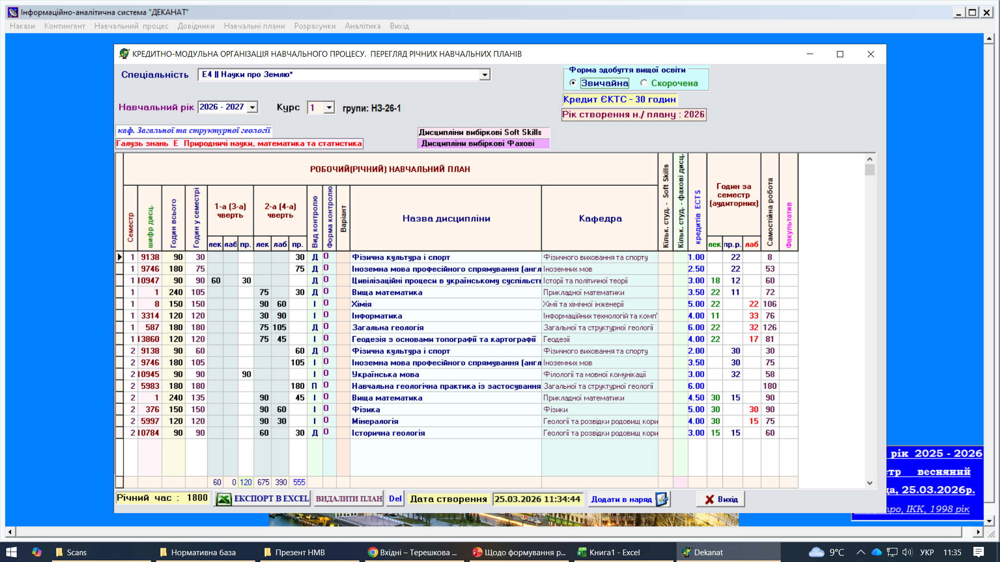 Інформаційно-аналітична система "ДЕКАНАТ"
Накази Контингент Навчальний процес Довідники Навчальні плани Розрахунки Аналітика Вихід
КРЕДИТНО-МОДУЛЬНА ОРГАНІЗАЦІЯ НАВЧАЛЬНОГО ПРОЦЕСУ. ПЕРЕГЛЯД РІЧНИХ НАВЧАЛЬНИХ ПЛАНІВ
Спеціальність E4 || Науки про Землю*
Форма здобуття вищої освіти
Звичайна Скорочена
Кредит ЄКТС - 30 годин
Навчальний рік 2026 - 2027 Курс 1 групи: НЗ-26-1
Рік створення н./ плану : 2026
каф. Загальної та структурної геології
Дисципліни вибіркові Soft Skills
Галузь знань E Природничі науки, математика та статистика
Дисципліни вибіркові Фахові
РОБОЧИЙ(РІЧНИЙ) НАВЧАЛЬНИЙ ПЛАН
Семестр шифр дисц. Годин всього Годин у семестрі 1-а (3-а) чверть 2-а (4-а) чверть Вид контролю Форма контролю Варіант Назва дисципліни Кафедра Кільк. студ. - Soft Skills Кільк. студ. - фахові дисц. кредитів ECTS Годин за семестр (аудиторних) Самостійна робота Факультатив
лек лаб пр. лек лаб пр. лек пр.р. лаб
1 9138 90 30 30 Д 0 Фізична культура і спорт Фізичного виховання та спорту 1.00 22 8
1 9746 180 75 75 Д 0 Іноземна мова професійного спрямування (англ Іноземних мов 2.50 22 53
1 10947 90 90 60 30 Д 0 Цивілізаційні процеси в українському суспільств Історії та політичної теорії 3.00 18 12 60
1 1 240 105 75 30 Д 0 Вища математика Прикладної математики 3.50 22 11 72
1 8 150 150 90 60 І 0 Хімія Хімії та хімічної інженерії 5.00 22 22 106
1 3314 120 120 30 90 І 0 Інформатика Інформаційних технологій та комп' 4.00 11 33 76
1 587 180 180 75 105 Д 0 Загальна геологія Загальної та структурної геології 6.00 22 32 126
1 13860 120 120 75 45 І 0 Геодезія з основами топографії та картографії Геодезії 4.00 22 17 81
2 9138 90 60 60 Д 0 Фізична культура і спорт Фізичного виховання та спорту 2.00 30 30
2 9746 180 105 105 І 0 Іноземна мова професійного спрямування (англ Іноземних мов 3.50 30 75
2 10945 90 90 90 І 0 Українська мова Філології та мовної комунікації 3.00 32 58
2 5983 180 180 180 П 0 Навчальна геологічна практика із застосування Загальної та структурної геології 6.00 180
2 1 240 135 90 45 І 0 Вища математика Прикладної математики 4.50 30 15 90
2 376 150 150 90 60 І 0 Фізика Фізики 5.00 30 30 90
2 5997 120 120 90 30 І 0 Мінералогія Геології та розвідки родовищ кори 4.00 30 15 75
2 10784 90 90 60 30 Д 0 Історична геологія Геології та розвідки родовищ кори 3.00 15 15 60
60 0 120 675 390 555
Річний час : 1800 ЕКСПОРТ В EXCEL ВИДАЛИТИ ПЛАН Del Дата створення 25.03.2026 11:34:44 Додати в наряд Вихід
рік 2025 - 2026
тр весняний
а, 25.03.2026р.
ро, ІКК, 1998 рік
Scans Нормативна база Презент НМВ Вхідні – Терешкова ... Щодо формування р... Книга1 - Excel Dekanat 9°C УКР 11:35